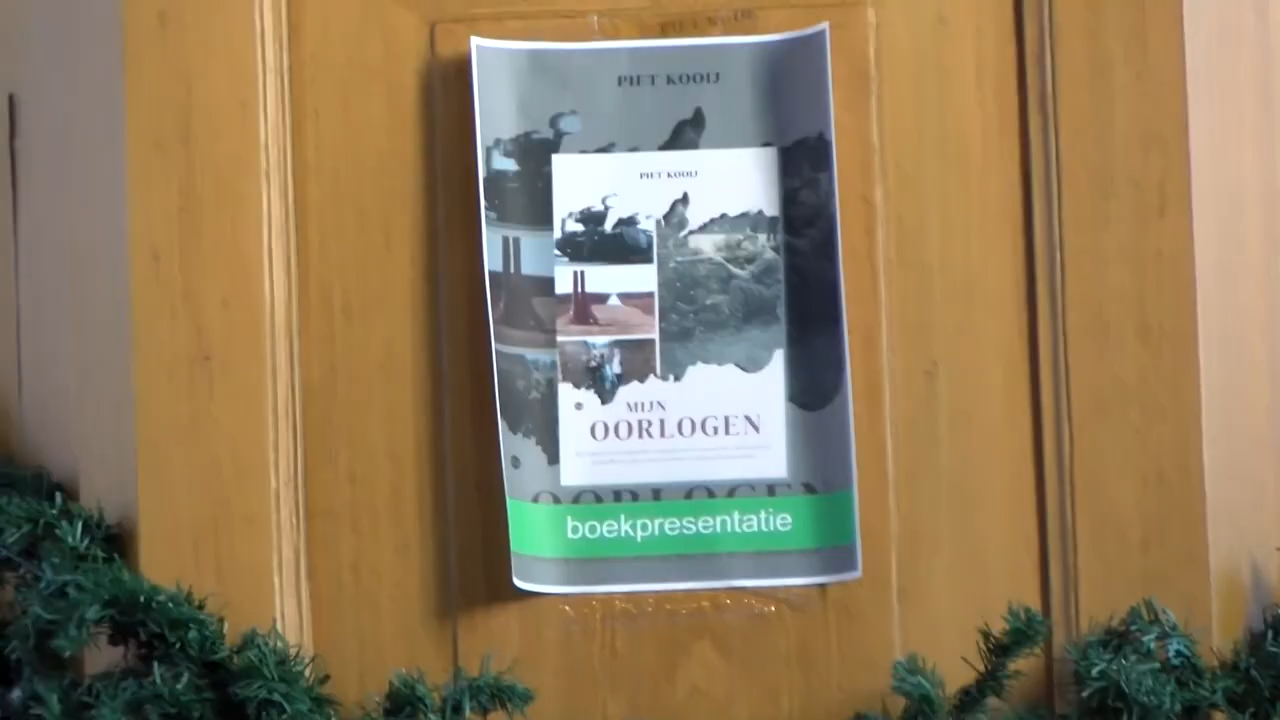 PIET KOOIJ
PIET KOOIJ
MIJN
OORLOGEN
OORLOGEN
boekpresentatie